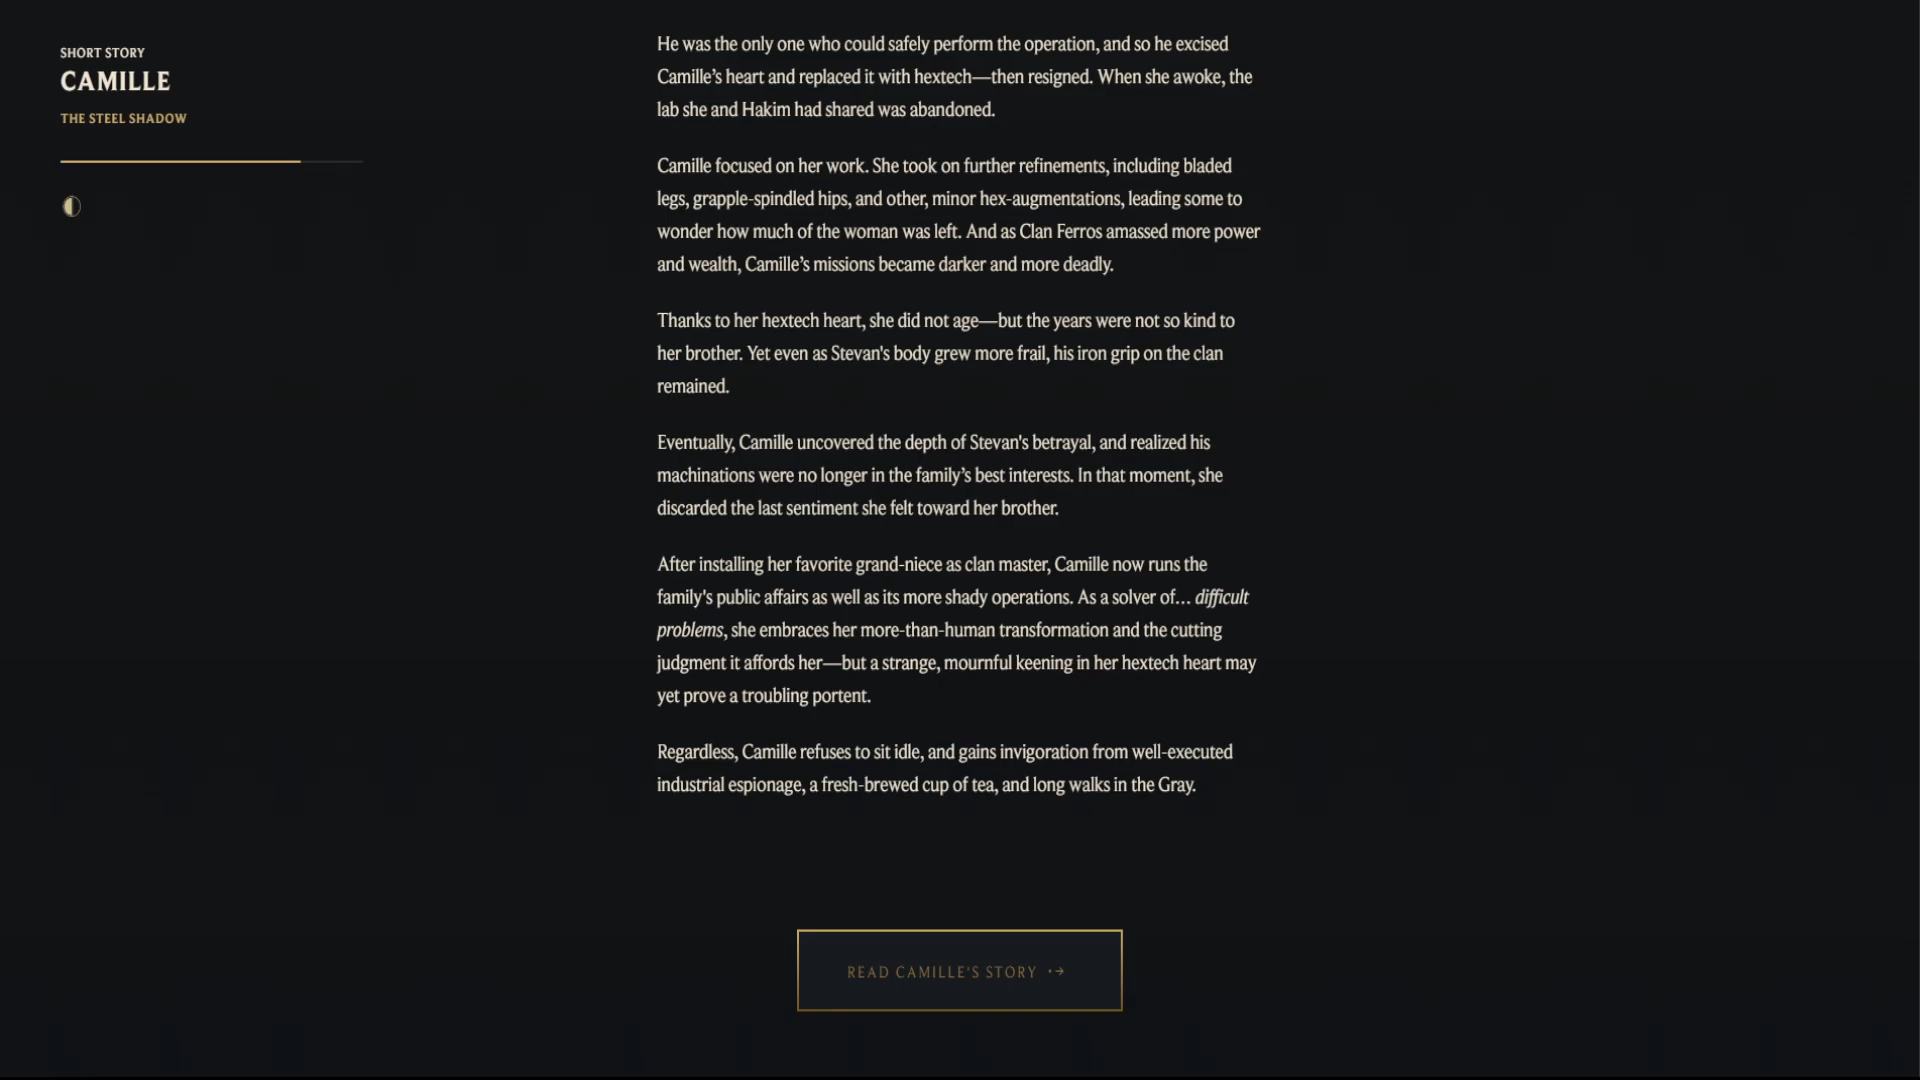 SHORT STORY
CAMILLE
THE STEEL SHADOW
He was the only one who could safely perform the operation, and so he excised
Camille’s heart and replaced it with hextech—then resigned. When she awoke, the
lab she and Hakim had shared was abandoned.
Camille focused on her work. She took on further refinements, including bladed
legs, grapple-spindled hips, and other, minor hex-augmentations, leading some to
wonder how much of the woman was left. And as Clan Ferros amassed more power
and wealth, Camille’s missions became darker and more deadly.
Thanks to her hextech heart, she did not age—but the years were not so kind to
her brother. Yet even as Stevan's body grew more frail, his iron grip on the clan
remained.
Eventually, Camille uncovered the depth of Stevan's betrayal, and realized his
machinations were no longer in the family’s best interests. In that moment, she
discarded the last sentiment she felt toward her brother.
After installing her favorite grand-niece as clan master, Camille now runs the
family's public affairs as well as its more shady operations. As a solver of… difficult
problems, she embraces her more-than-human transformation and the cutting
judgment it affords her—but a strange, mournful keening in her hextech heart may
yet prove a troubling portent.
Regardless, Camille refuses to sit idle, and gains invigoration from well-executed
industrial espionage, a fresh-brewed cup of tea, and long walks in the Gray.
READ CAMILLE'S STORY